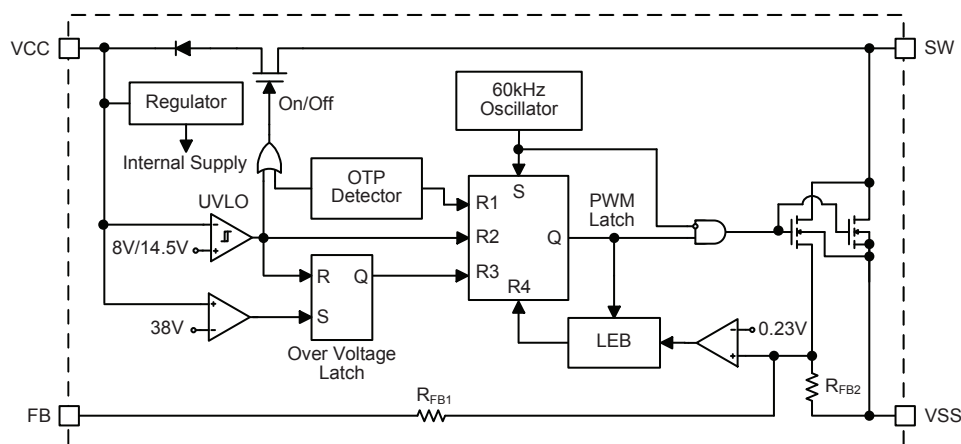 VCC
SW
Regulator
On/Off
60kHz
Oscillator
Internal Supply
OTP
Detector
UVLO
S
PWM
Latch
R1
R2
Q
R3
R4
8V/14.5V
R
Q
S
38V
Over Voltage
Latch
LEB
0.23V
RFB1
RFB2
FB
VSS